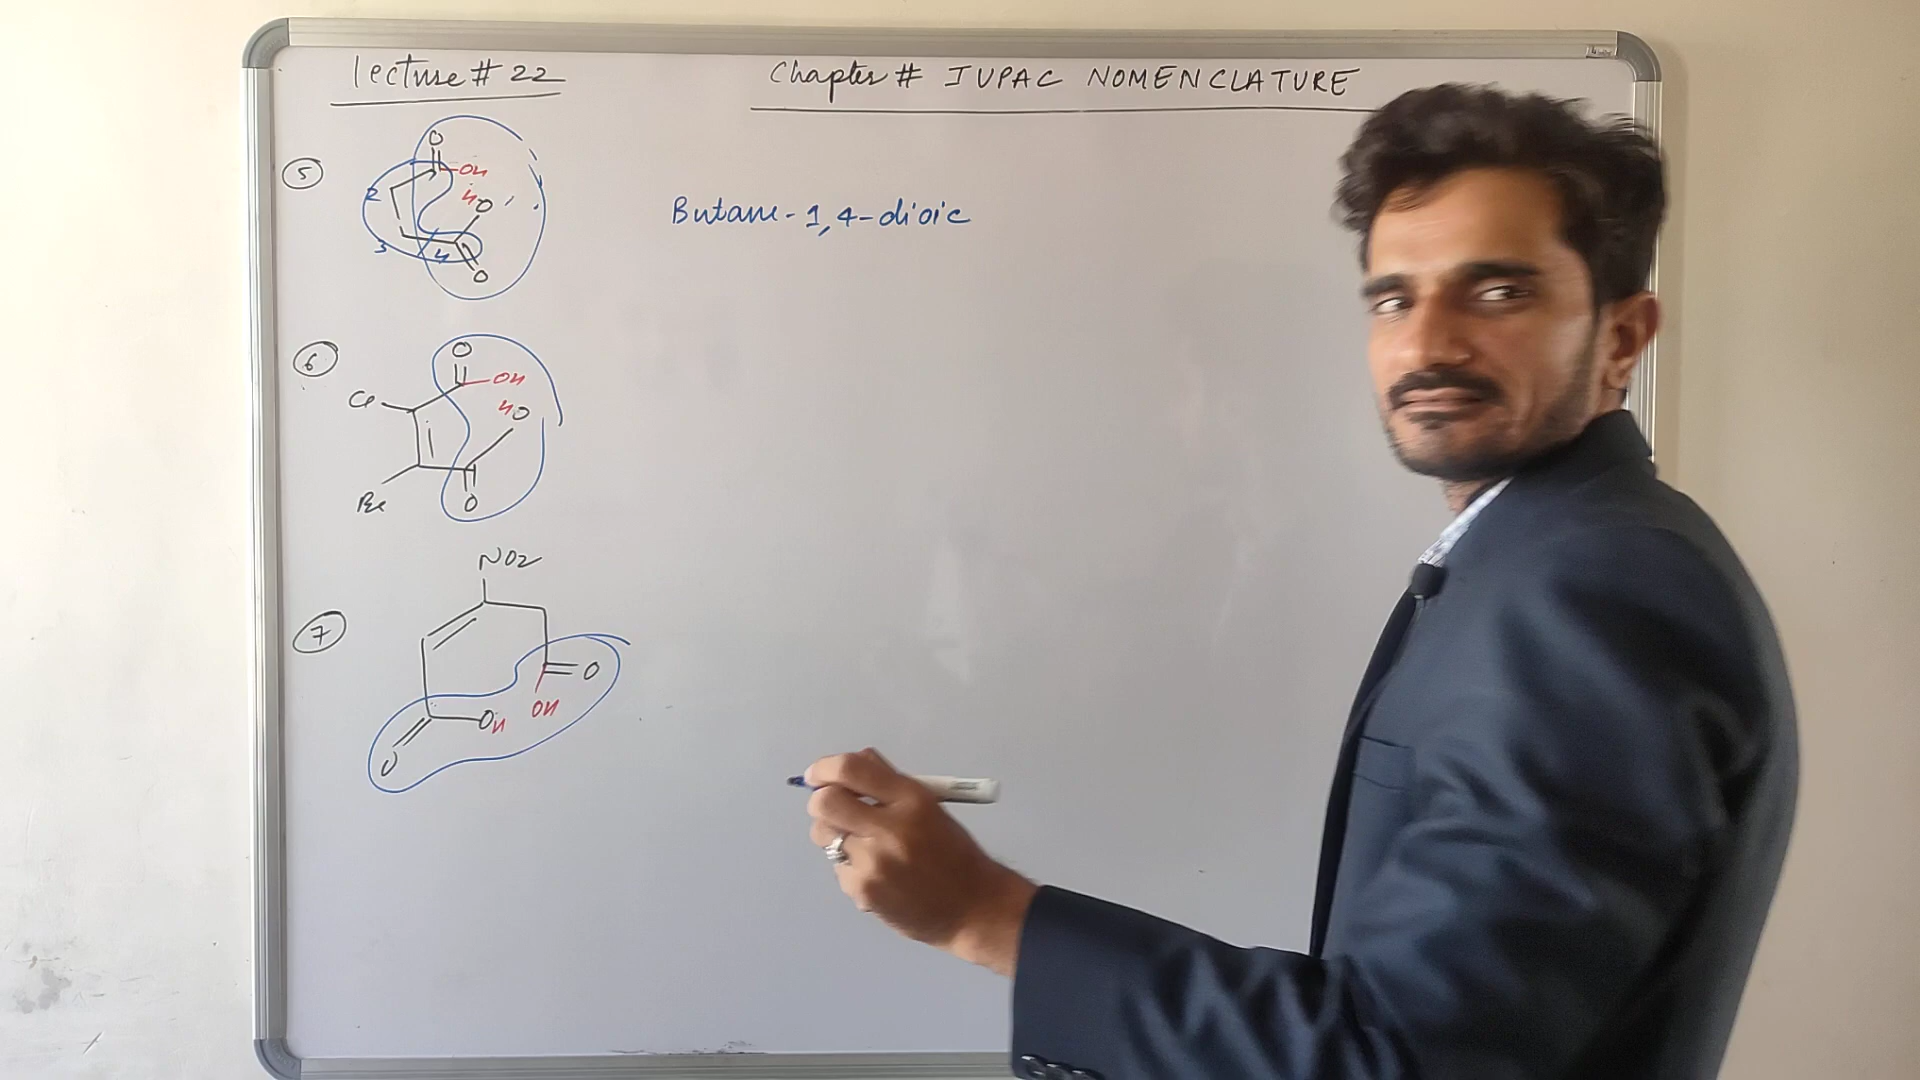 Lecture # 22
Chapter # IUPAC NOMENCLATURE
5
O
OH
2
HO
3
4
O
Butane-1,4-dioic
6
O
OH
Cl
HO
Br
O
NO2
7
O
OH
OH
O